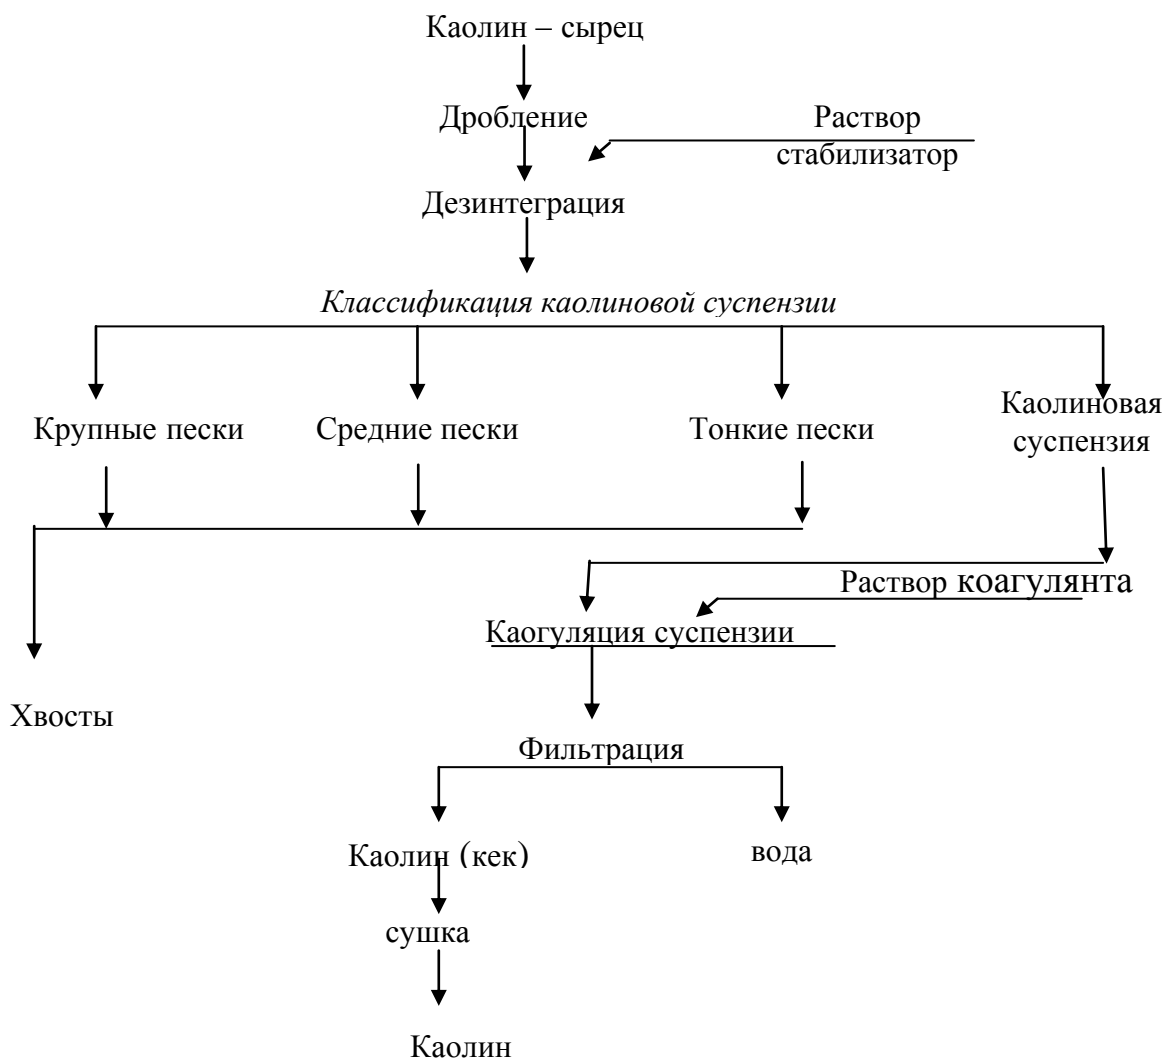 Каолин – сырец
Дробление
Раствор
стабилизатор
Дезинтеграция
Классификация каолиновой суспензии
Крупные пески
Средние пески
Тонкие пески
Каолиновая
суспензия
Раствор коагулянта
Каогуляция суспензии
Хвосты
Фильтрация
Каолин (кек)
вода
сушка
Каолин